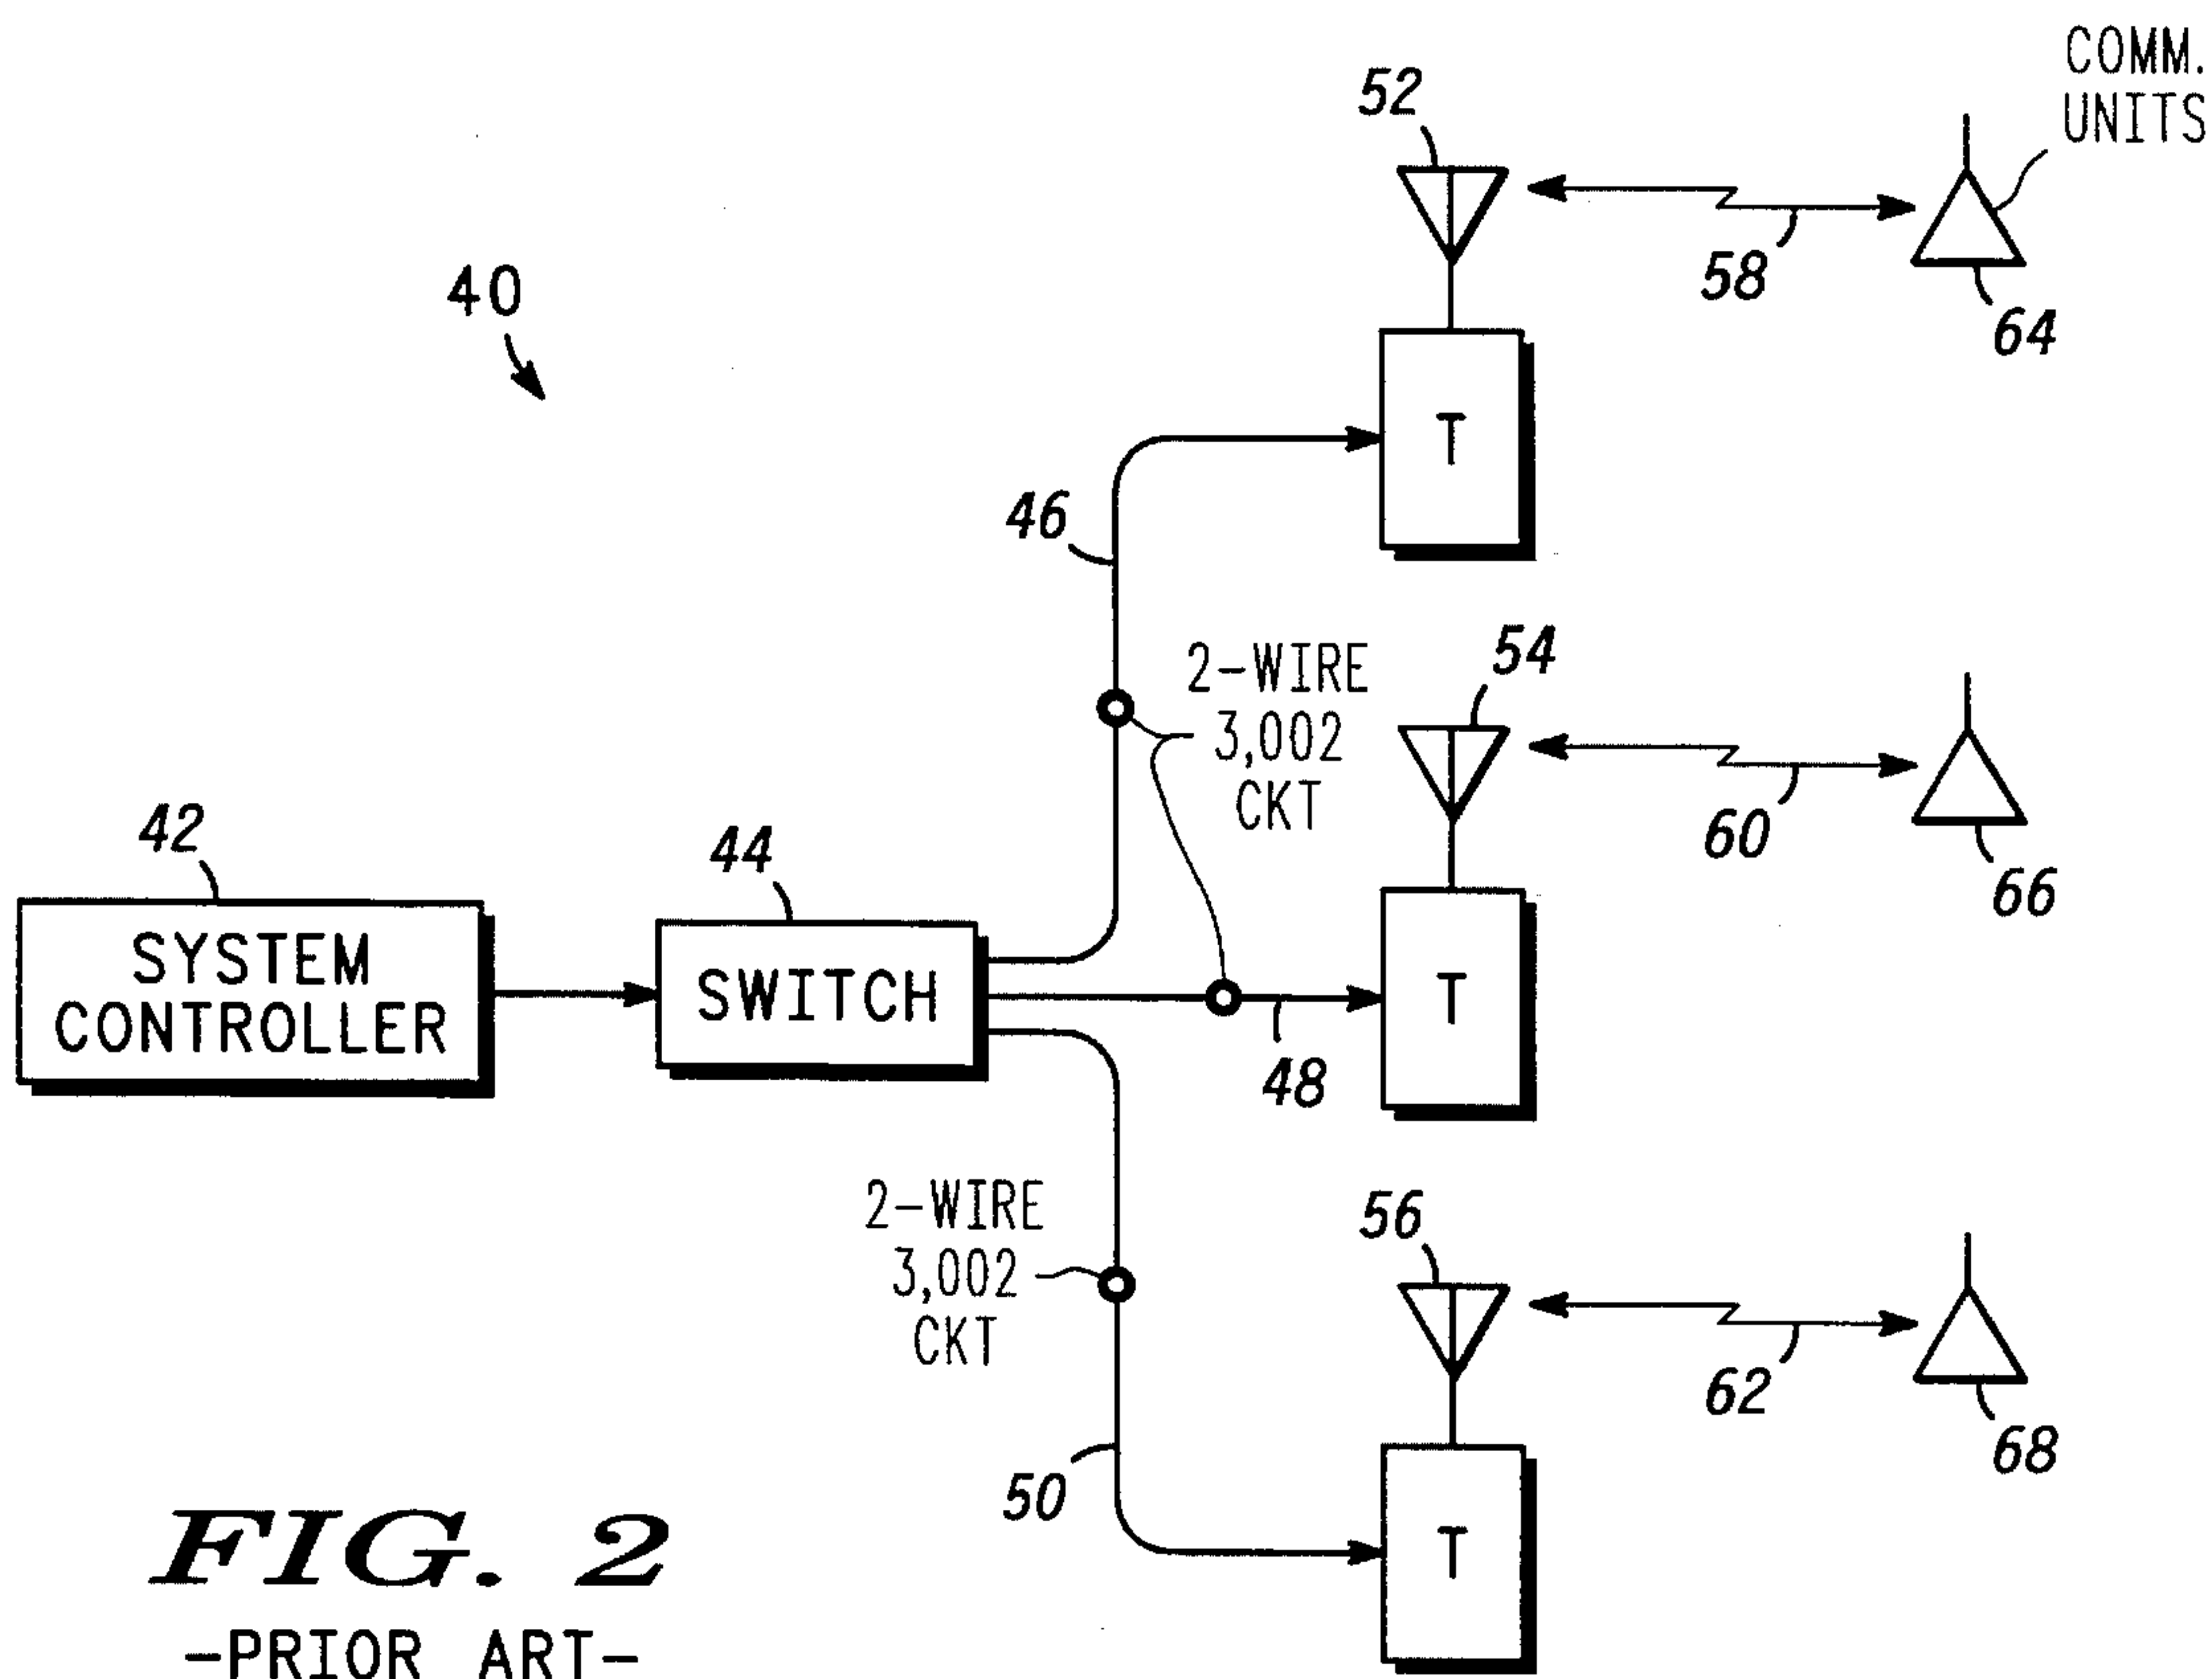 COMM.
UNITS
52
40
58
64
46
T
2-WIRE
3,002
CKT
54
60
66
42
44
SYSTEM
CONTROLLER
SWITCH
T
48
2-WIRE
3,002
CKT
56
62
68
50
T
FIG. 2
-PRIOR ART-